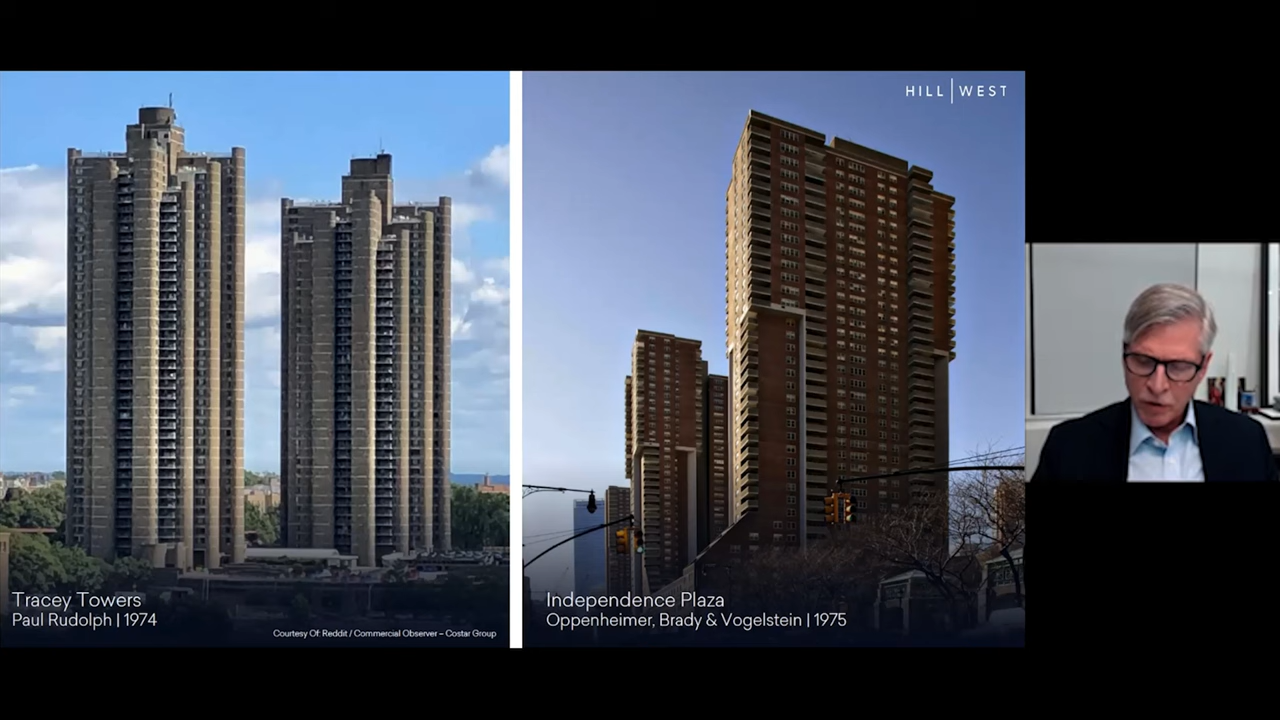 HILL | WEST
Tracey Towers
Paul Rudolph | 1974
Courtesy Of: Reddit / Commercial Observer – Costar Group
Independence Plaza
Oppenheimer, Brady & Vogelstein | 1975